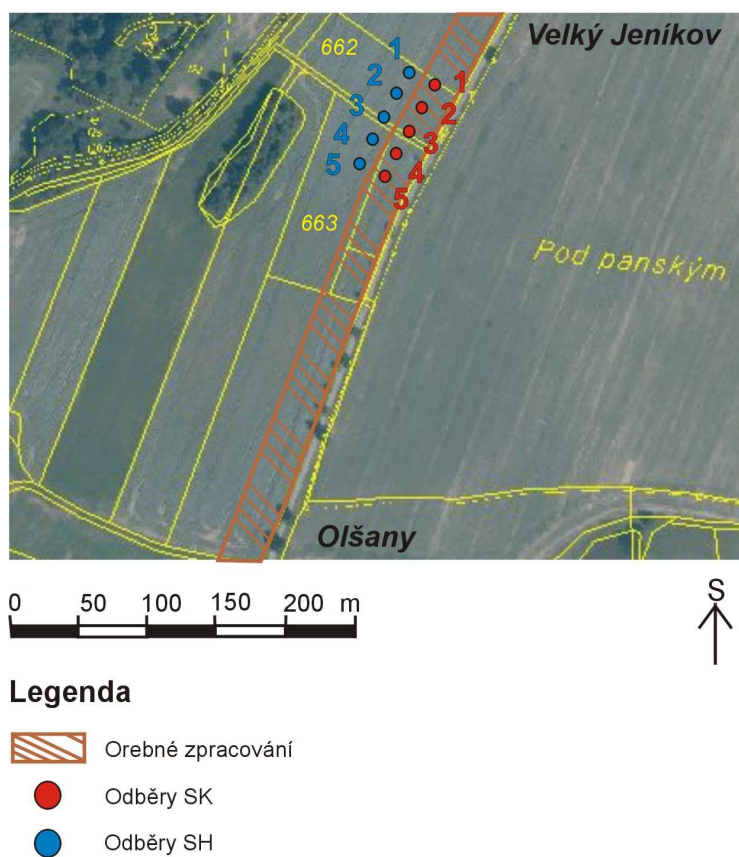 Velký Jeníkov
662
1
2
3
4
5
1
2
3
4
5
663
Pod panským
Olšany
0 50 100 150 200 m
S
Legenda
Orebné zpracování
Odběry SK
Odběry SH